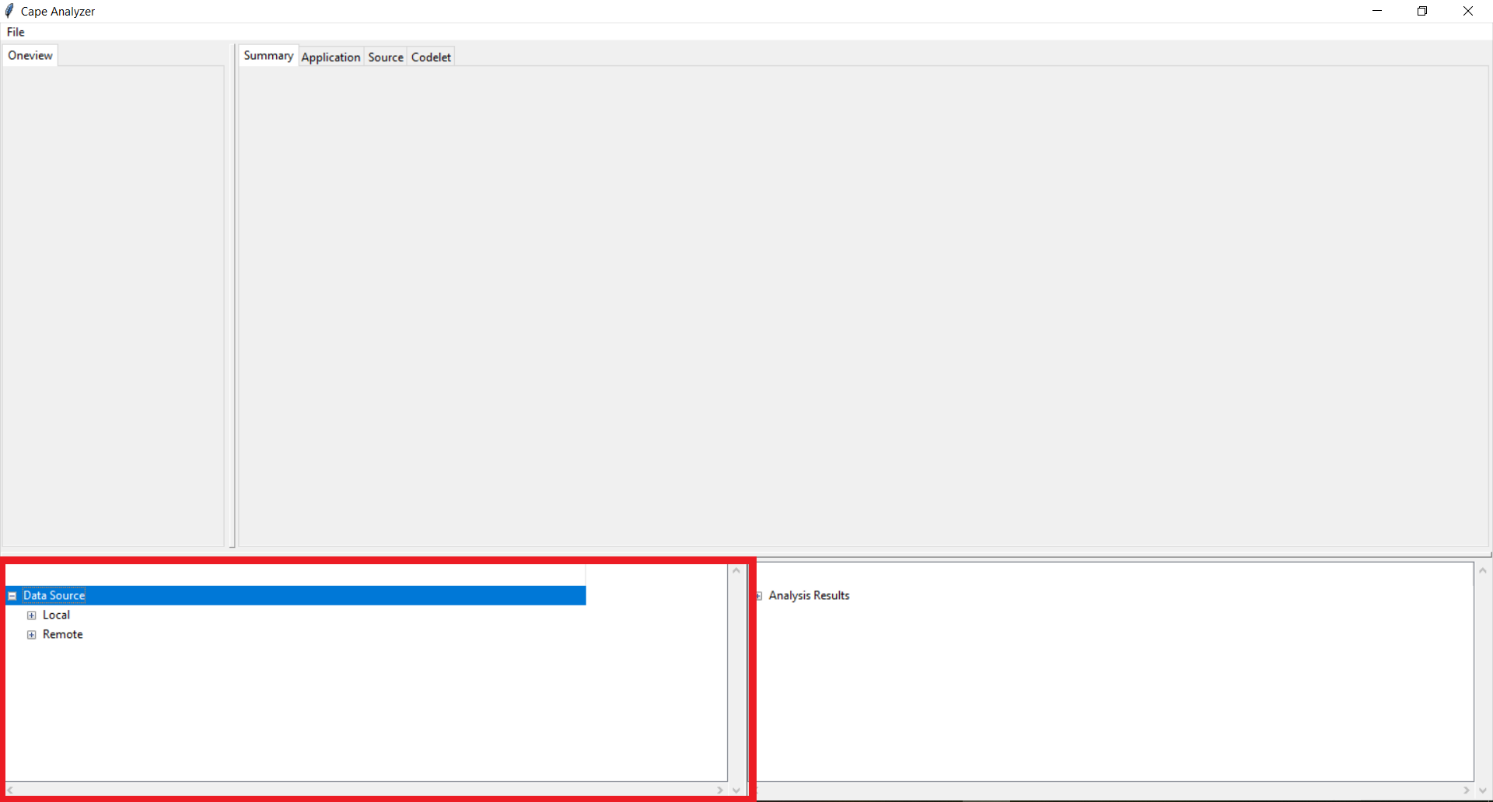 Cape Analyzer
File
Oneview
Summary Application Source Codelet
Data Source
Local
Remote
Analysis Results